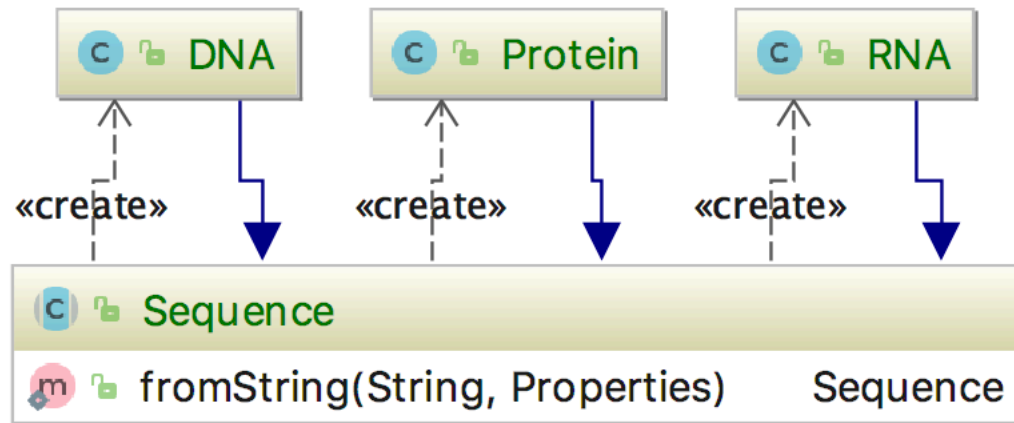 C DNA C Protein C RNA
«create» «create» «create»
C Sequence
m fromString(String, Properties) Sequence